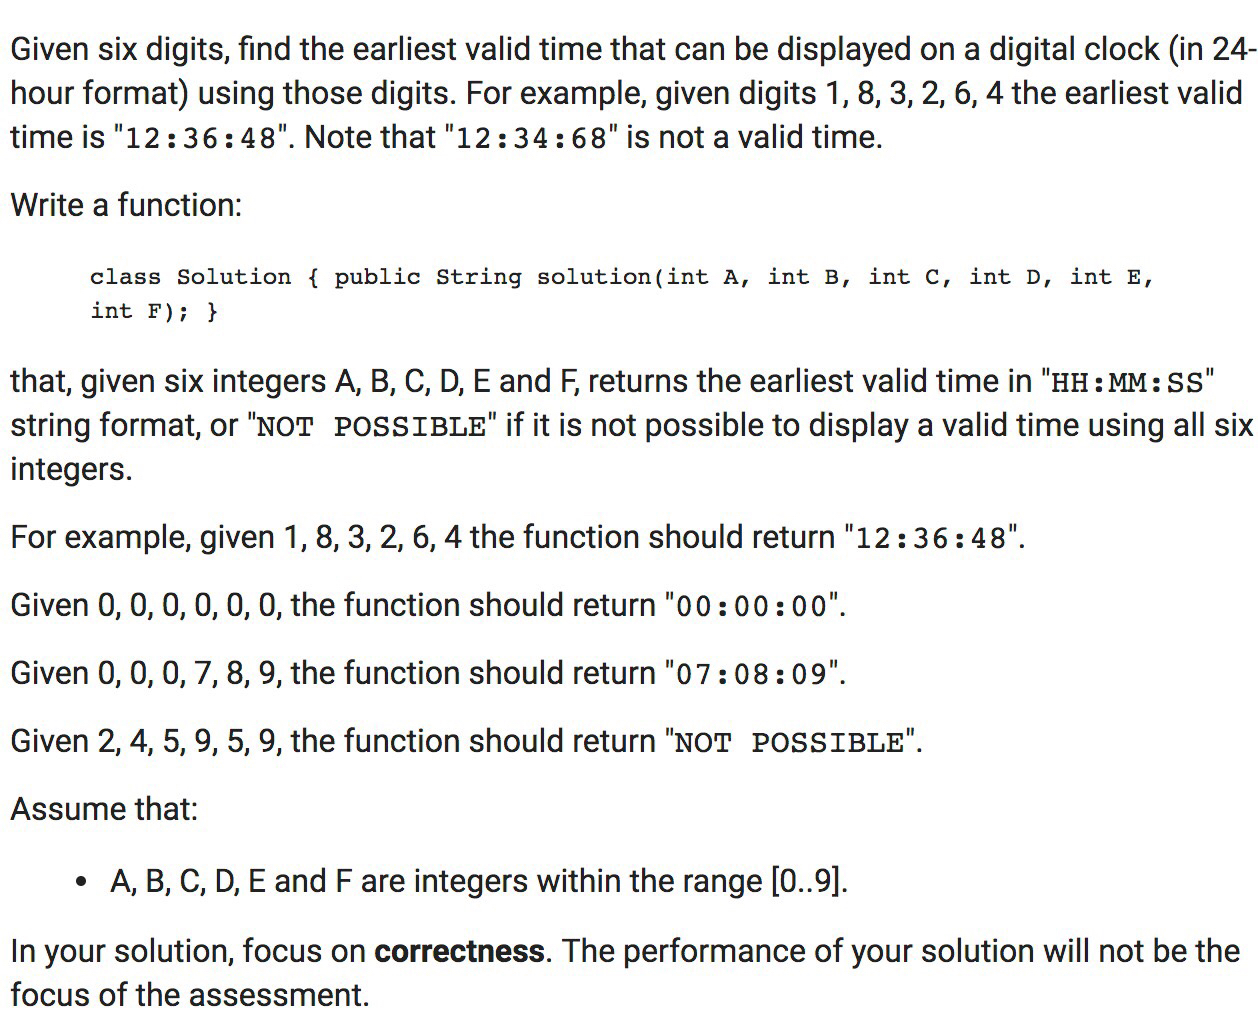 Given six digits, find the earliest valid time that can be displayed on a digital clock (in 24-
hour format) using those digits. For example, given digits 1, 8, 3, 2, 6, 4 the earliest valid
time is "12:36:48". Note that "12:34:68" is not a valid time.
Write a function:
class Solution { public String solution(int A, int B, int C, int D, int E,
int F); }
that, given six integers A, B, C, D, E and F, returns the earliest valid time in "HH:MM:SS"
string format, or "NOT POSSIBLE" if it is not possible to display a valid time using all six
integers.
For example, given 1, 8, 3, 2, 6, 4 the function should return "12:36:48".
Given 0, 0, 0, 0, 0, 0, the function should return "00:00:00".
Given 0, 0, 0, 7, 8, 9, the function should return "07:08:09".
Given 2, 4, 5, 9, 5, 9, the function should return "NOT POSSIBLE".
Assume that:
• A, B, C, D, E and F are integers within the range [0..9].
In your solution, focus on correctness. The performance of your solution will not be the
focus of the assessment.